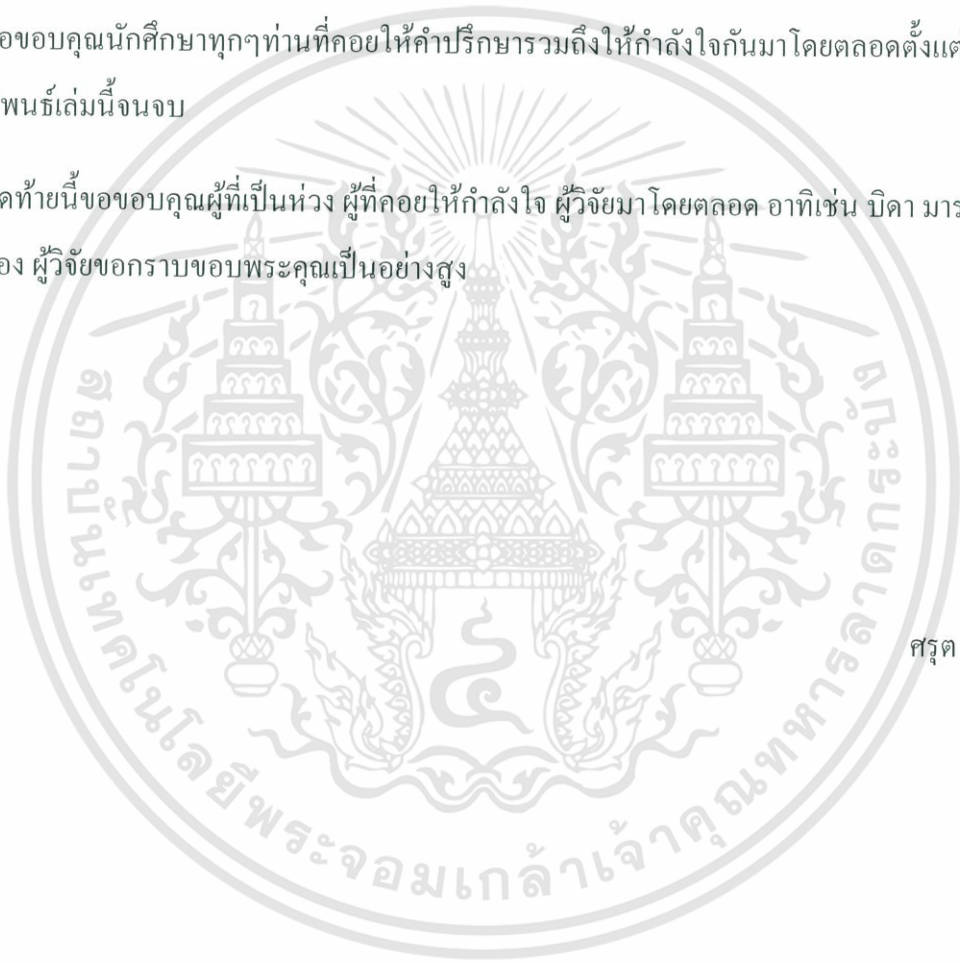 อขอบคุณนักศึกษาทุกๆท่านที่คอยให้คำปรึกษารวมถึงให้กำลังใจกันมาโดยตลอดตั้งแต่
พนธ์เล่มนี้จนจบ
ดท้ายนี้ขอขอบคุณผู้ที่เป็นห่วง ผู้ที่คอยให้กำลังใจ ผู้วิจัยมาโดยตลอด อาทิเช่น บิดา มาร
อง ผู้วิจัยขอกราบขอบพระคุณเป็นอย่างสูง
ศรุต
สถาบันเทคโนโลยีพระจอมเกล้าเจ้าคุณทหารลาดกระบัง